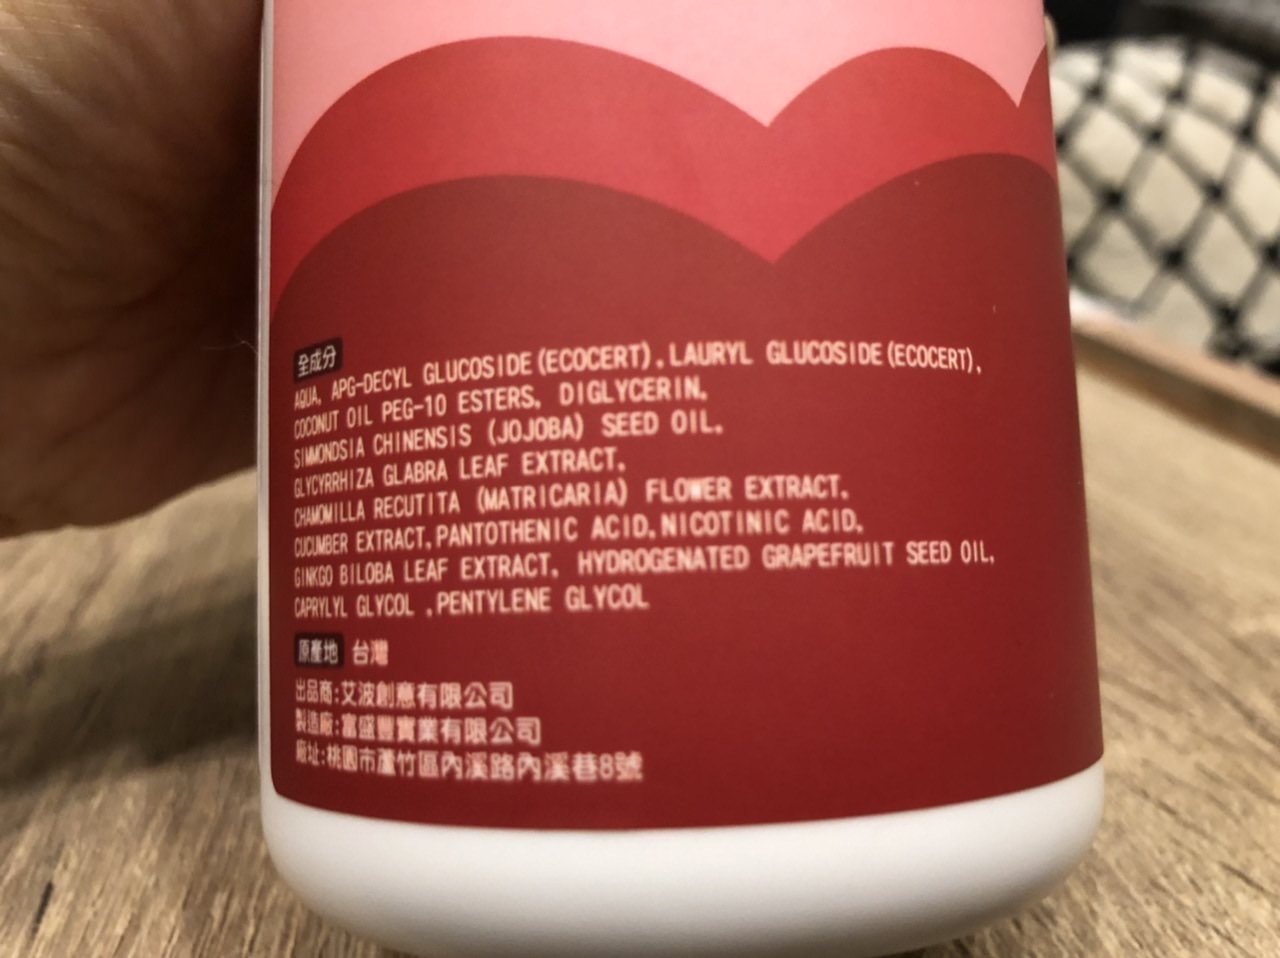 全成分
AQUA, APG-DECYL GLUCOSIDE(ECOCERT),LAURYL GLUCOSIDE(ECOCERT),
COCONUT OIL PEG-10 ESTERS, DIGLYCERIN,
SIMMONDSIA CHINENSIS (JOJOBA) SEED OIL,
GLYCYRRHIZA GLABRA LEAF EXTRACT,
CHAMOMILLA RECUTITA (MATRICARIA) FLOWER EXTRACT,
CUCUMBER EXTRACT,PANTOTHENIC ACID,NICOTINIC ACID,
GINKGO BILOBA LEAF EXTRACT, HYDROGENATED GRAPEFRUIT SEED OIL,
CAPRYLYL GLYCOL ,PENTYLENE GLYCOL
原產地 台灣
出品商:艾波創意有限公司
製造廠:富盛豐實業有限公司
廠址:桃園市蘆竹區內溪路內溪巷8號